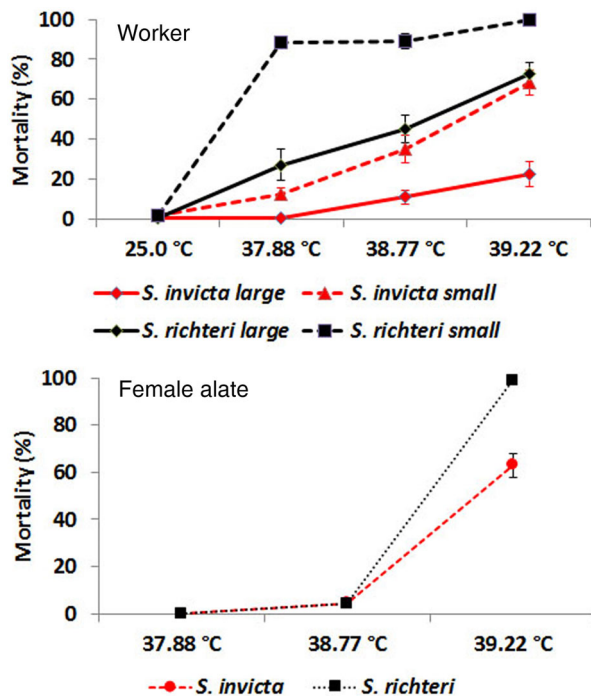 Worker
Mortality (%)
100
80
60
40
20
0
25.0 °C 37.88 °C 38.77 °C 39.22 °C
S. invicta large S. invicta small
S. richteri large S. richteri small
Female alate
Mortality (%)
100
80
60
40
20
0
37.88 °C 38.77 °C 39.22 °C
S. invicta S. richteri